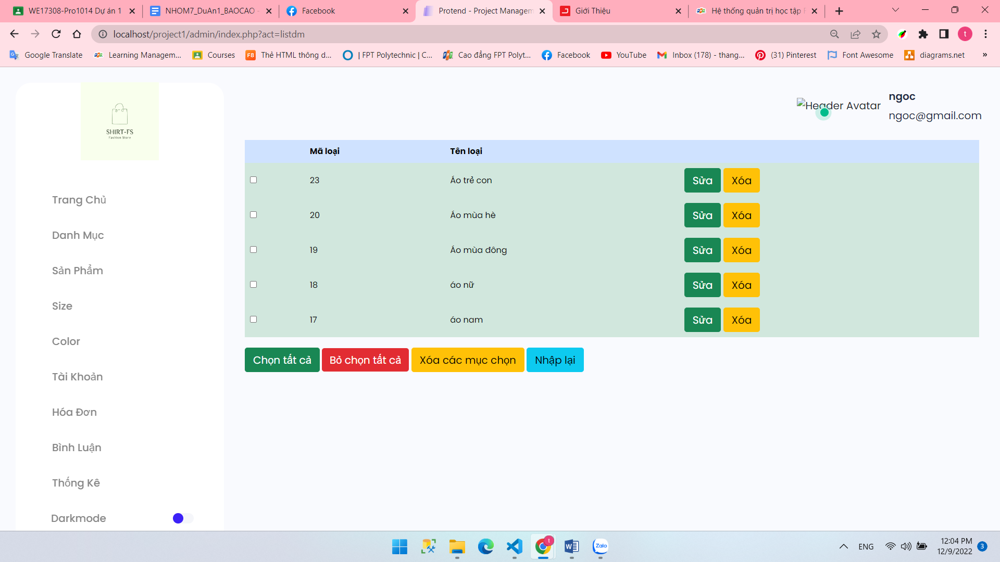 WE17308-Pro1014 Dự án 1
NHOM7_DuAn1_BAOCAO -
Facebook
Protend - Project Managem
Giới Thiệu
Hệ thống quản trị học tập
localhost/project1/admin/index.php?act=listdm
t
Google Translate
Learning Managem...
Courses
F8
Thẻ HTML thông d...
| FPT Polytechnic | C...
Cao đẳng FPT Polyt...
Facebook
YouTube
Inbox (178) - thang...
(31) Pinterest
Font Awesome
diagrams.net
»
SHIRT-FS
Fashion Store
Header Avatar
ngoc
ngoc@gmail.com
Trang Chủ
Danh Mục
Sản Phẩm
Size
Color
Tài Khoản
Hóa Đơn
Bình Luận
Thống Kê
Darkmode
Mã loại Tên loại
23 Áo trẻ con Sửa Xóa
20 Áo mùa hè Sửa Xóa
19 Áo mùa đông Sửa Xóa
18 áo nữ Sửa Xóa
17 áo nam Sửa Xóa
Chọn tất cả Bỏ chọn tất cả Xóa các mục chọn Nhập lại
t
Zalo
ENG
12:04 PM
12/9/2022
3